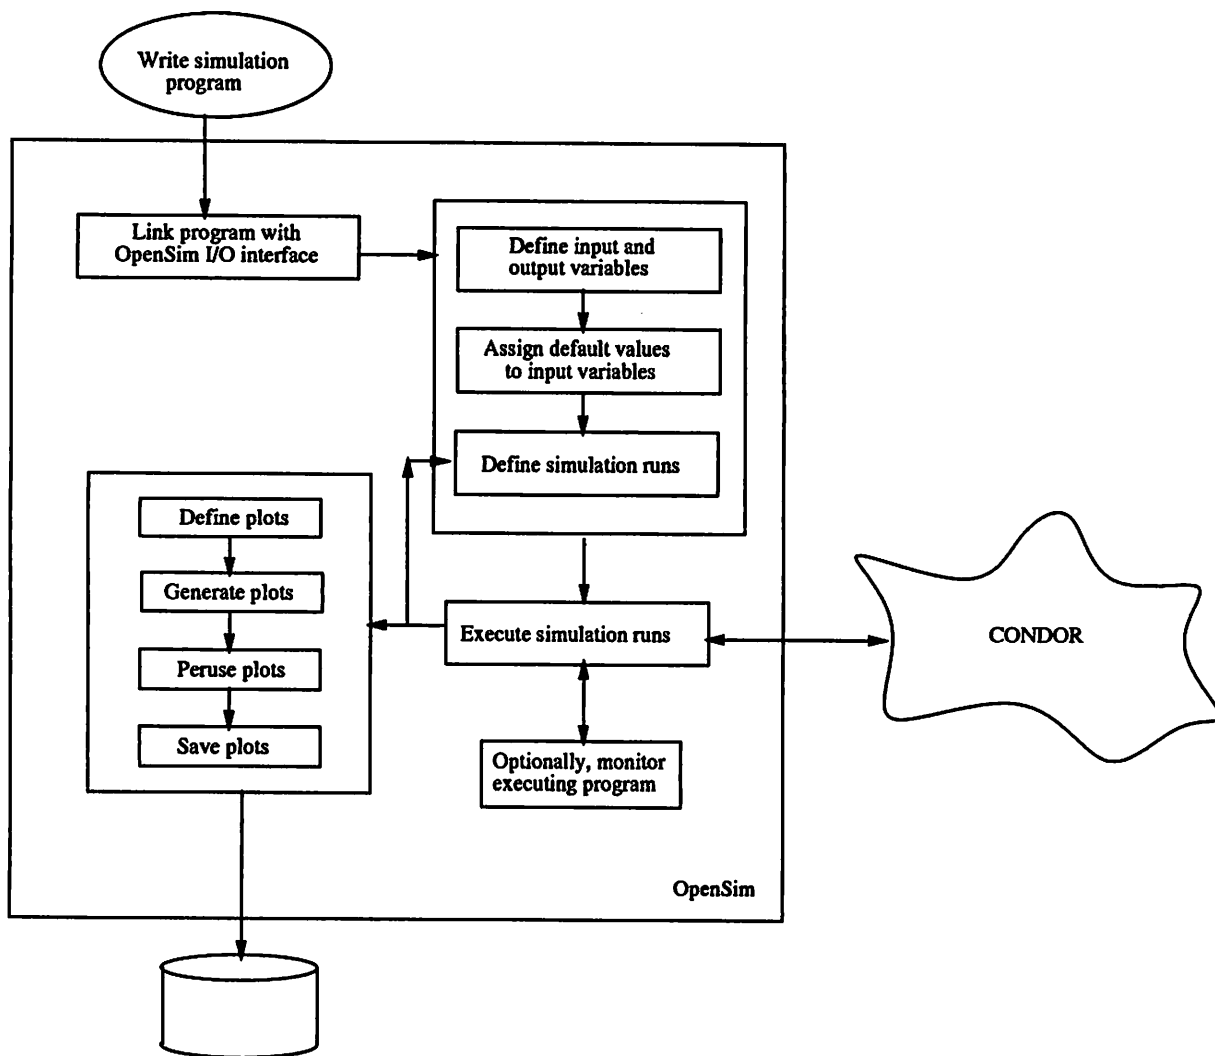 Write simulation
program
Link program with
OpenSim I/O interface
Define input and
output variables
Assign default values
to input variables
Define simulation runs
Define plots
Generate plots
Peruse plots
Save plots
Execute simulation runs
CONDOR
Optionally, monitor
executing program
OpenSim